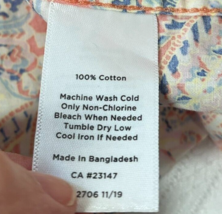 100% Cotton
Machine Wash Cold
Only Non-Chlorine
Bleach When Needed
Tumble Dry Low
Cool Iron If Needed
Made In Bangladesh
CA #23147
2706 11/19